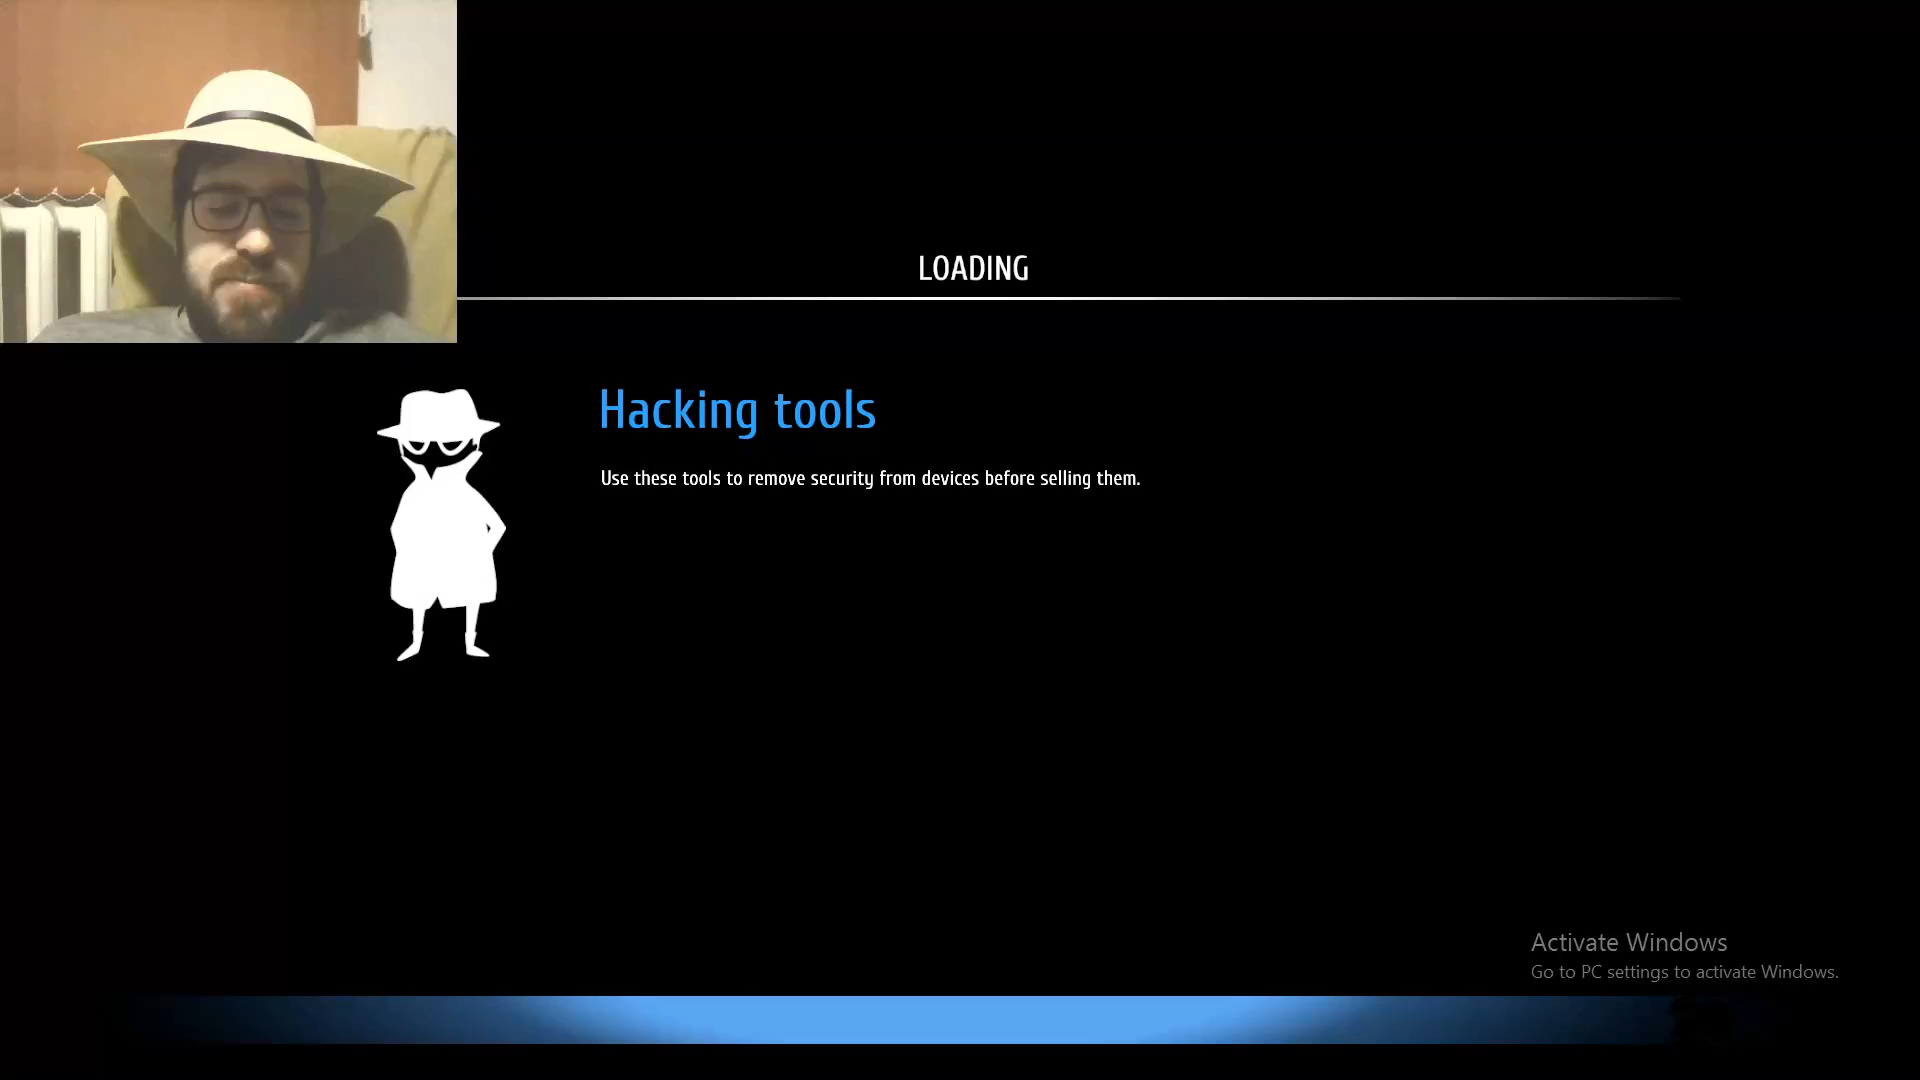 LOADING
Hacking tools
Use these tools to remove security from devices before selling them.
Activate Windows
Go to PC settings to activate Windows.